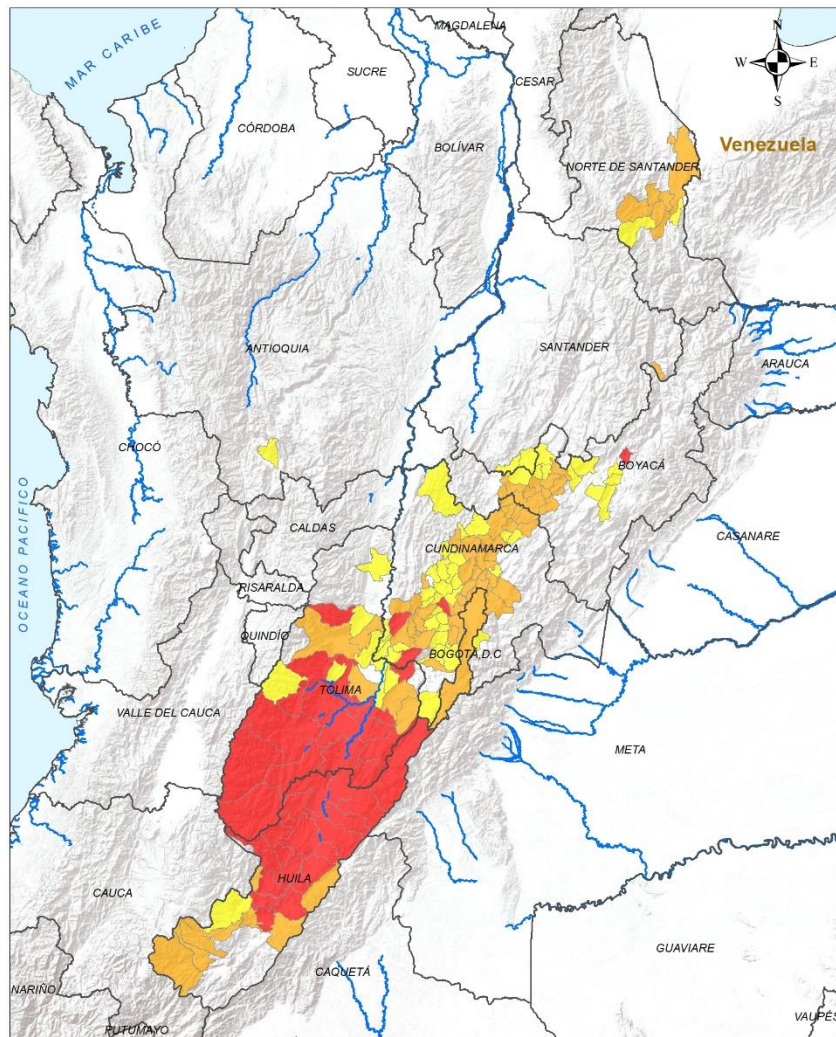 MAGDALENA
N
MAR CARIBE
W
E
SUCRE
CESAR
S
CÓRDOBA
BOLÍVAR
Venezuela
NORTE DE SANTANDER
ANTIOQUIA
SANTANDER
ARAUCA
CHOCÓ
BOYACÁ
CALDAS
CASANARE
OCEANO PACIFICO
CUNDINAMARCA
RISARALDA
QUINDÍO
BOGOTÁ, D.C
TOLIMA
VALLE DEL CAUCA
META
HUILA
CAUCA
GUAVIARE
CAQUETÁ
NARIÑO
VAUPÉS
PUTUMAYO